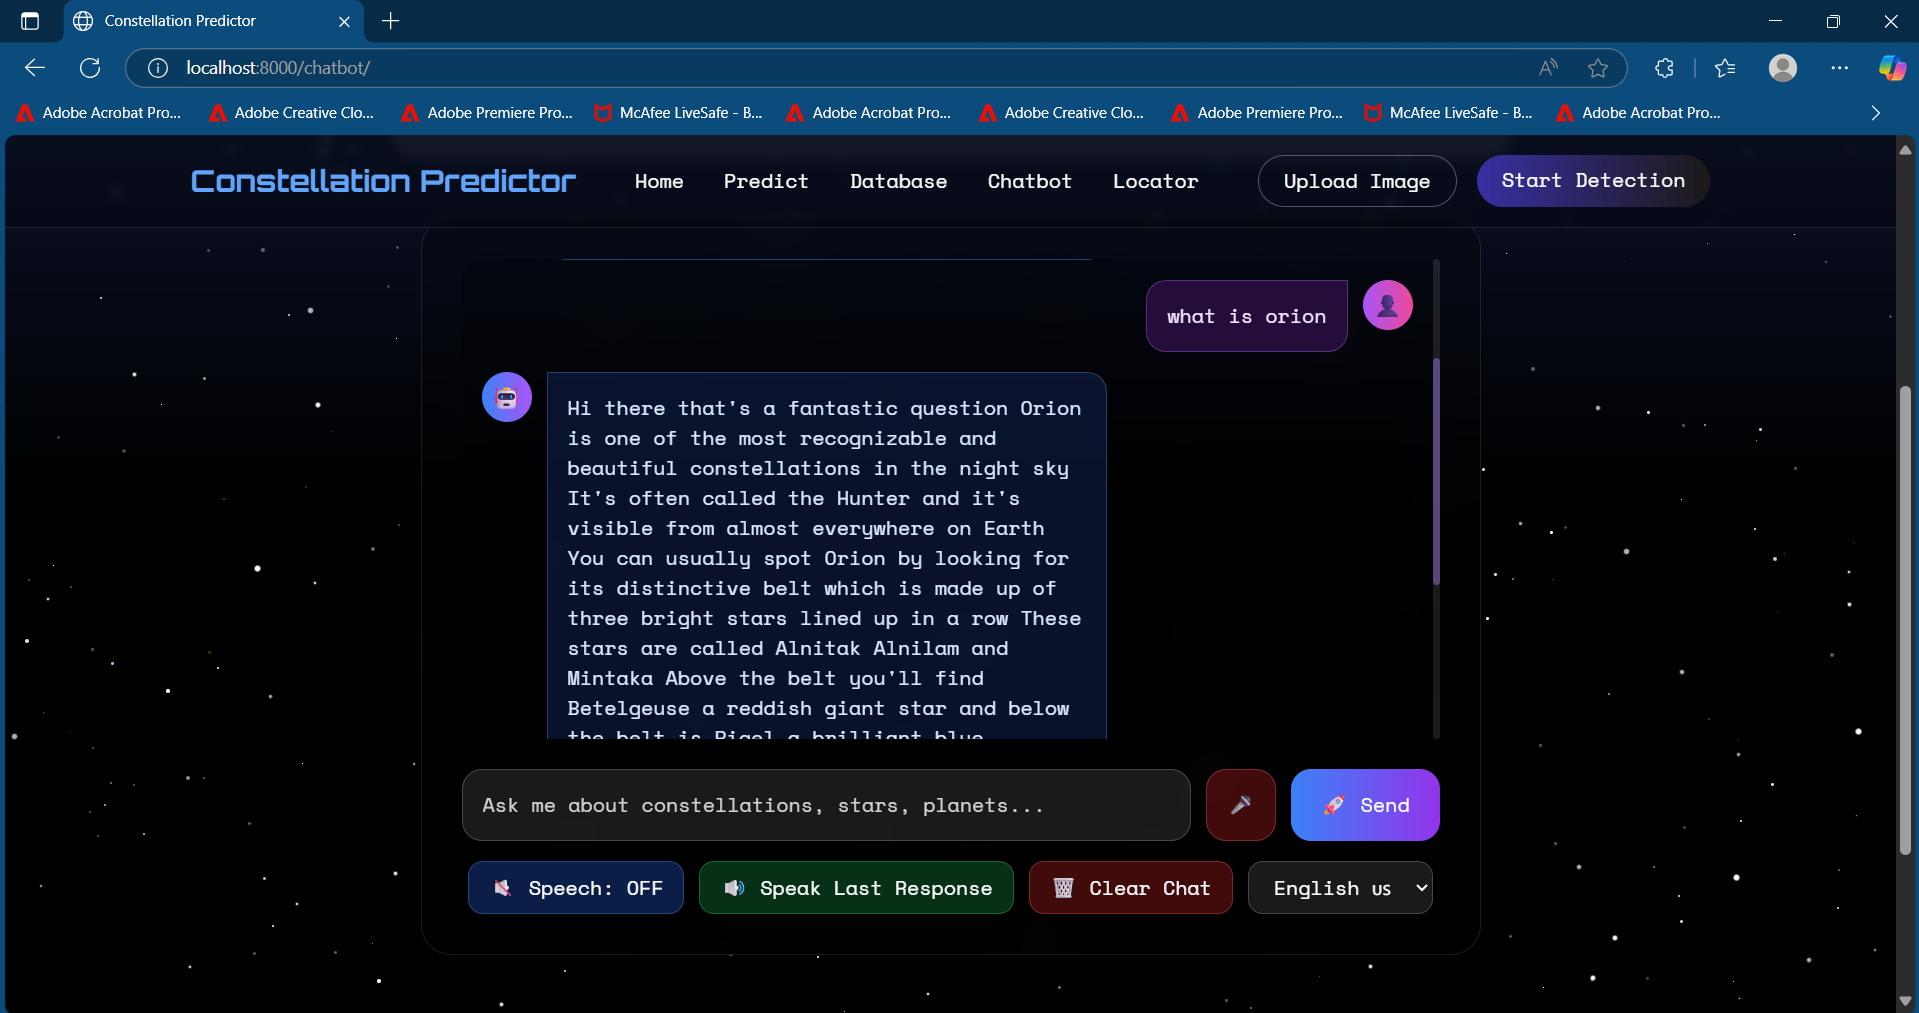 Constellation Predictor
localhost:8000/chatbot/
Adobe Acrobat Pro...
Adobe Creative Clo...
Adobe Premiere Pro...
McAfee LiveSafe - B...
Adobe Acrobat Pro...
Adobe Creative Clo...
Adobe Premiere Pro...
McAfee LiveSafe - B...
Adobe Acrobat Pro...
Constellation Predictor
Home
Predict
Database
Chatbot
Locator
Upload Image
Start Detection
what is orion
Hi there that's a fantastic question Orion
is one of the most recognizable and
beautiful constellations in the night sky
It's often called the Hunter and it's
visible from almost everywhere on Earth
You can usually spot Orion by looking for
its distinctive belt which is made up of
three bright stars lined up in a row These
stars are called Alnitak Alnilam and
Mintaka Above the belt you'll find
Betelgeuse a reddish giant star and below
the belt is Rigel a brilliant blue
Ask me about constellations, stars, planets...
Send
Speech: OFF
Speak Last Response
Clear Chat
English us